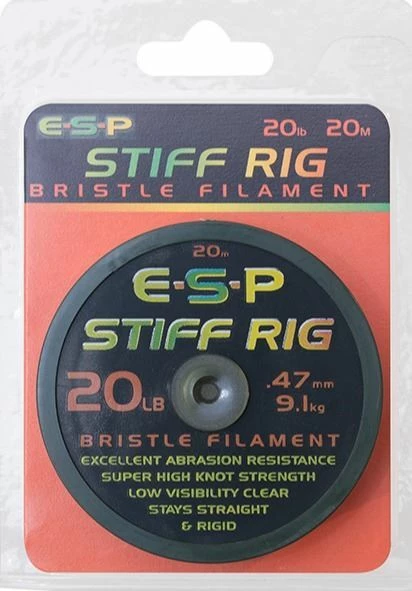 E-S-P 20lb 20M
STIFF RIG
BRISTLE FILAMENT
20m
E-S-P
STIFF RIG
20LB .47mm
9.1kg
BRISTLE FILAMENT
EXCELLENT ABRASION RESISTANCE
SUPER HIGH KNOT STRENGTH
LOW VISIBILITY CLEAR
STAYS STRAIGHT
& RIGID